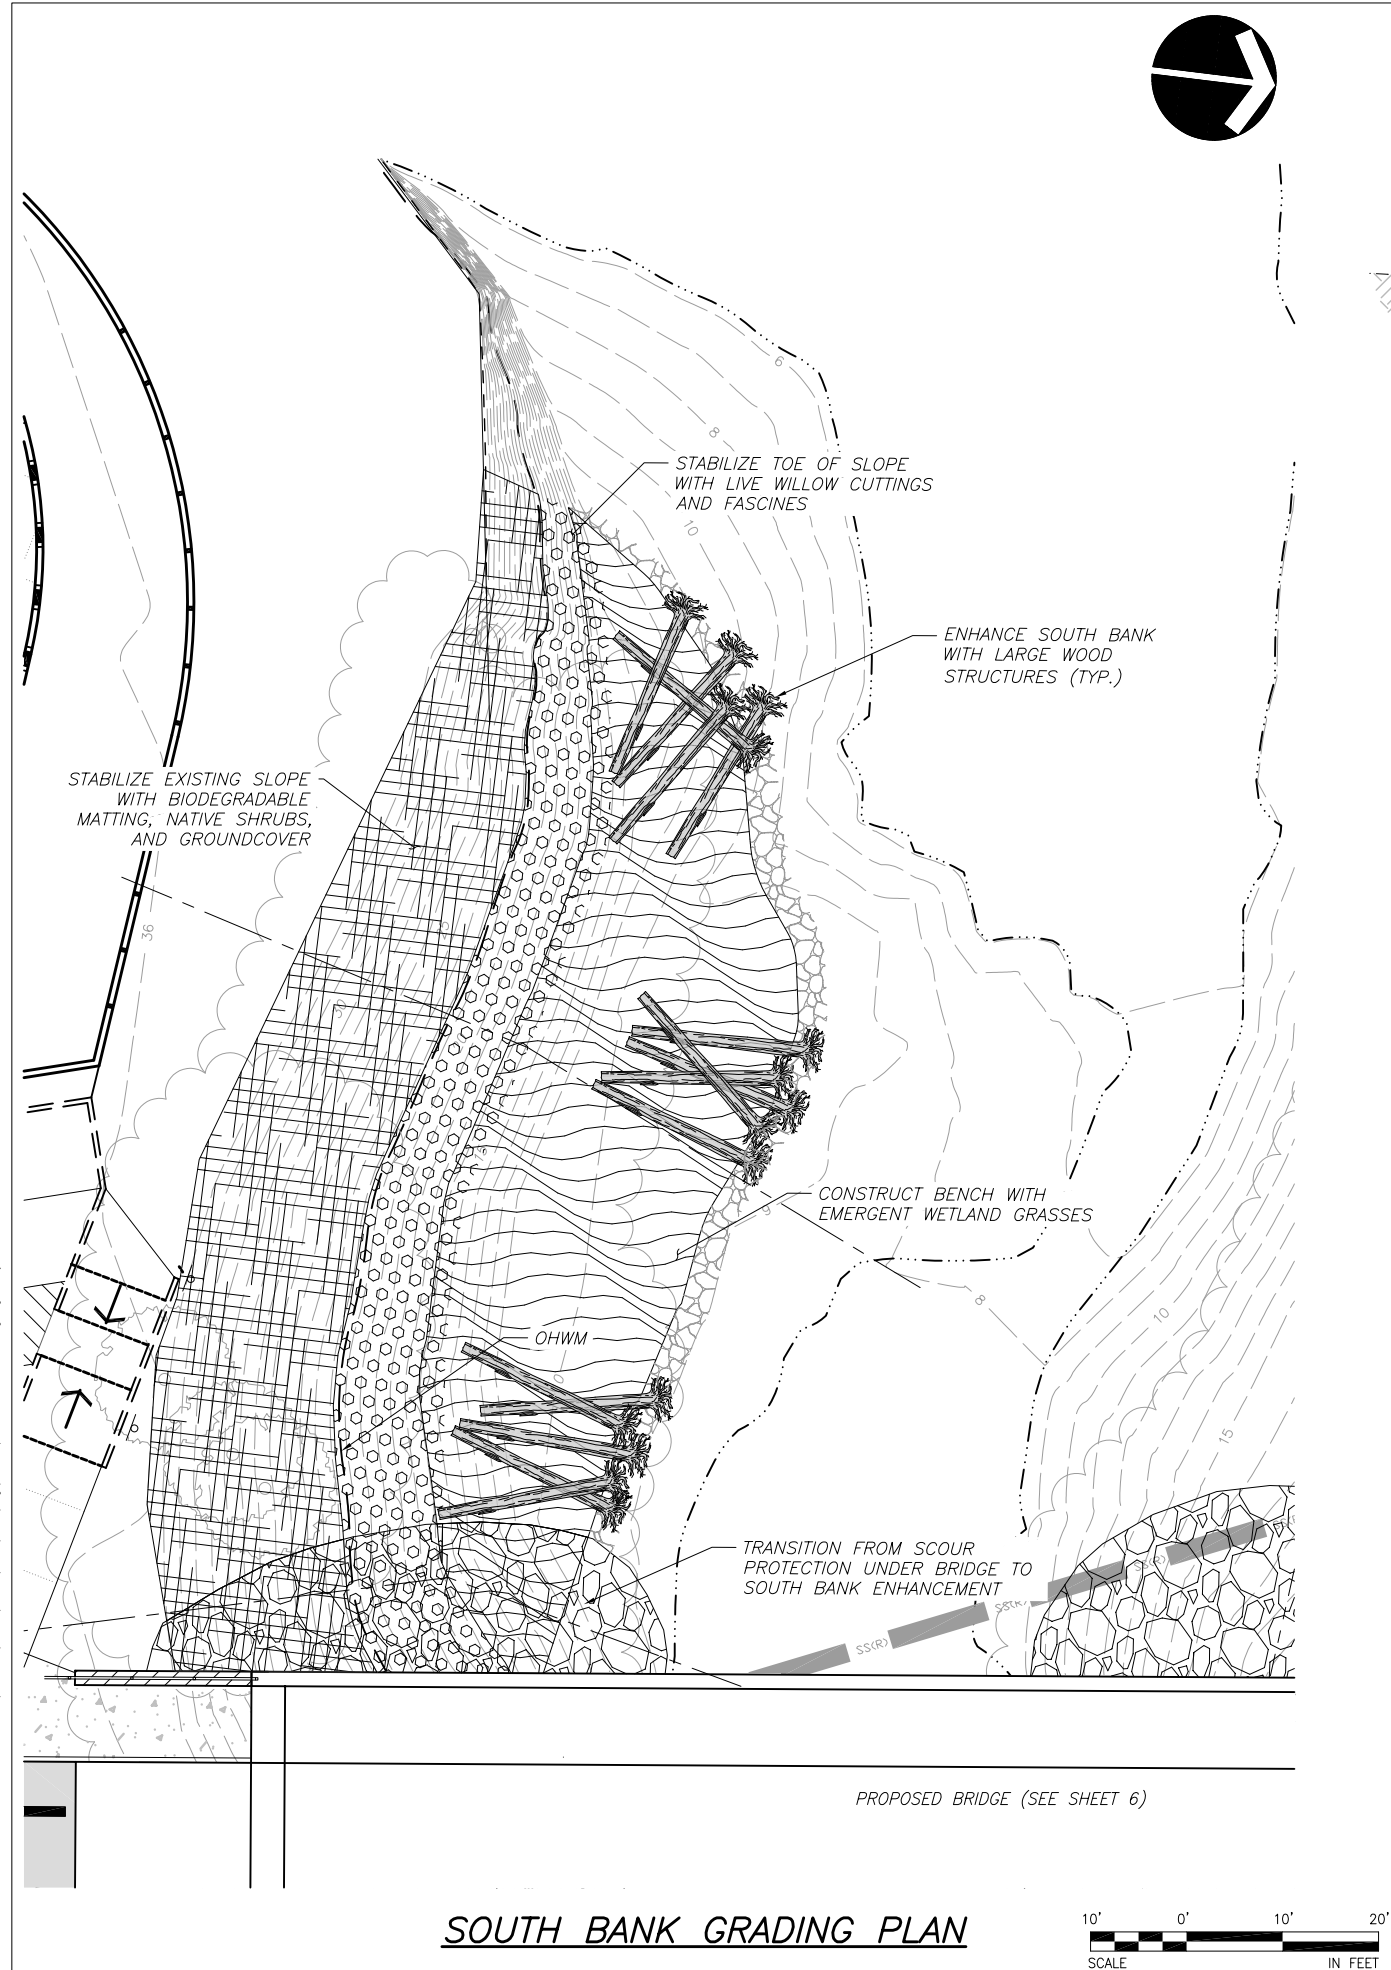 6
8
STABILIZE TOE OF SLOPE
WITH LIVE WILLOW CUTTINGS
AND FASCINES
10
ENHANCE SOUTH BANK
WITH LARGE WOOD
STRUCTURES (TYP.)
STABILIZE EXISTING SLOPE
WITH BIODEGRADABLE
MATTING, NATIVE SHRUBS,
AND GROUNDCOVER
36
25
30
15
CONSTRUCT BENCH WITH
EMERGENT WETLAND GRASSES
8
10
OHWM
15
TRANSITION FROM SCOUR
PROTECTION UNDER BRIDGE TO
SOUTH BANK ENHANCEMENT
SS(R)
SS(R)
SS(R)
PROPOSED BRIDGE (SEE SHEET 6)
SOUTH BANK GRADING PLAN
10' 0' 10' 20'
SCALE IN FEET